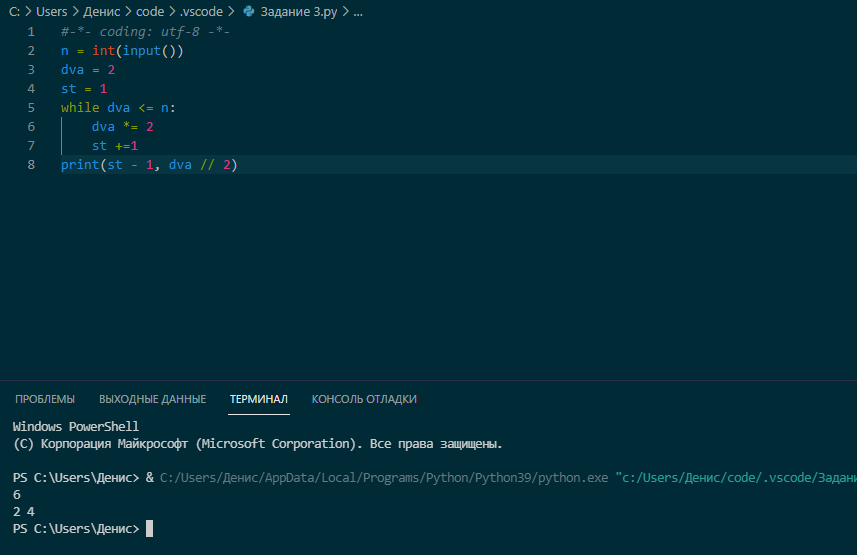 C: > Users > Денис > code > .vscode > Задание 3.py > ...
1 #-*- coding: utf-8 -*-
2 n = int(input())
3 dva = 2
4 st = 1
5 while dva <= n:
6 dva *= 2
7 st +=1
8 print(st - 1, dva // 2)
ПРОБЛЕМЫ ВЫХОДНЫЕ ДАННЫЕ ТЕРМИНАЛ КОНСОЛЬ ОТЛАДКИ
Windows PowerShell
(C) Корпорация Майкрософт (Microsoft Corporation). Все права защищены.
PS C:\Users\Денис> & C:/Users/Денис/AppData/Local/Programs/Python/Python39/python.exe "c:/Users/Денис/code/.vscode/Задани
6
2 4
PS C:\Users\Денис>